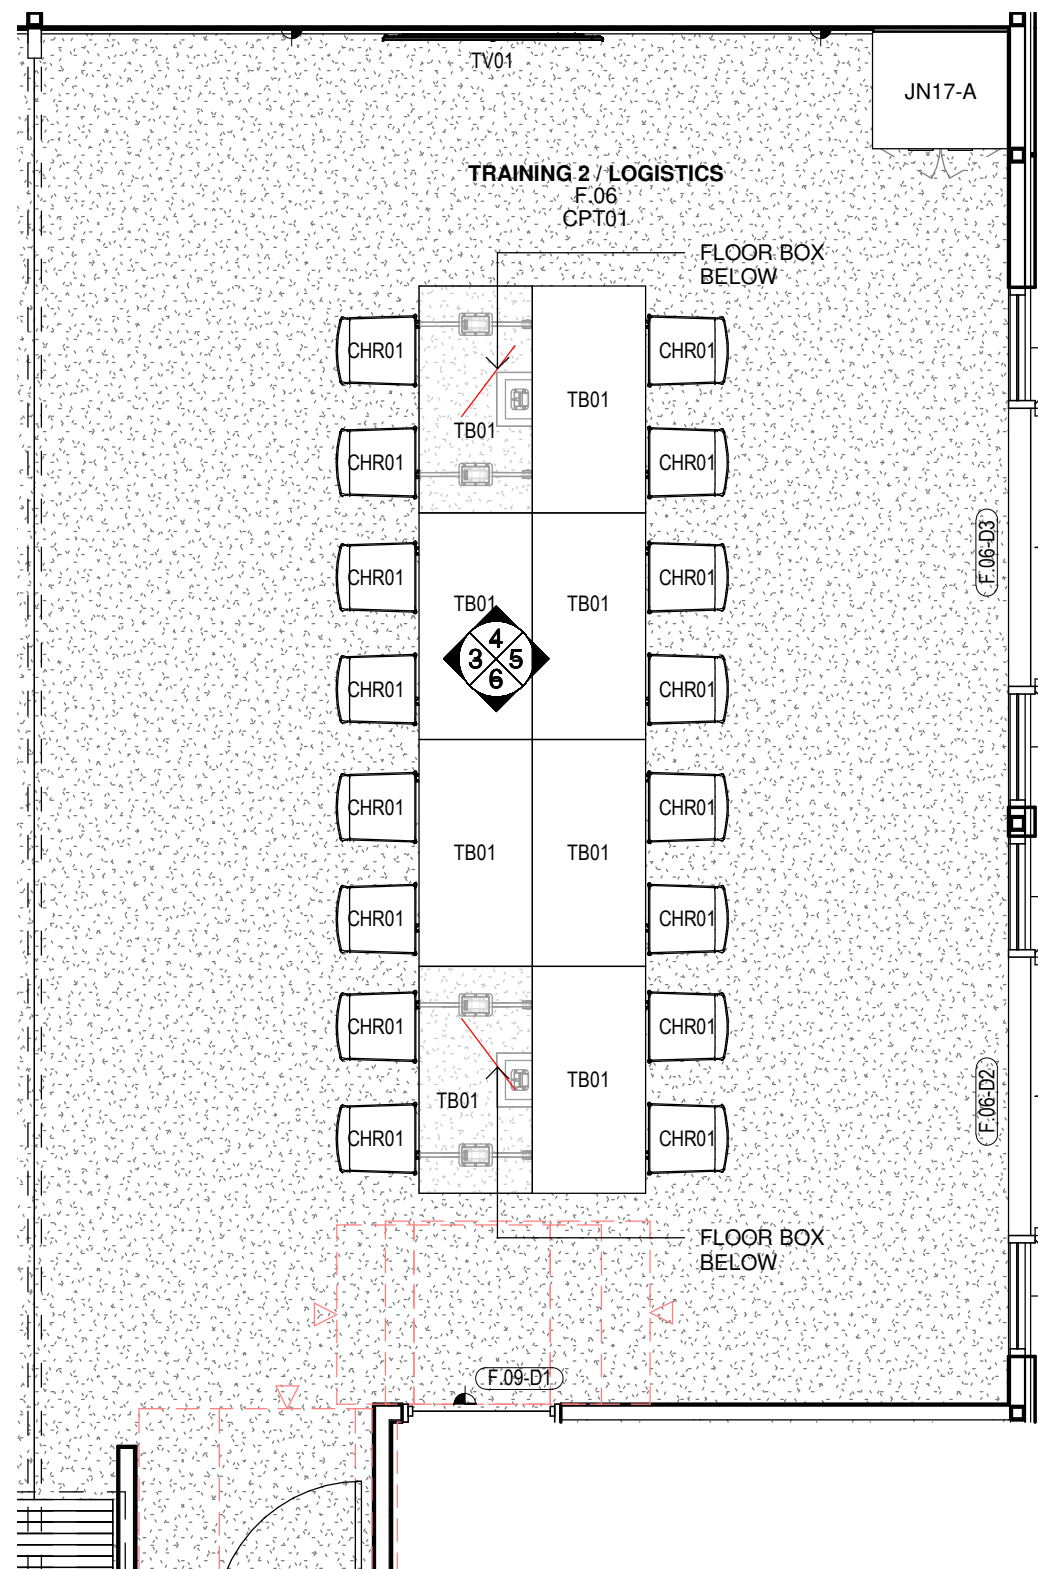 TV01
JN17-A
TRAINING 2 / LOGISTICS
F.06
CPT01
FLOOR BOX
BELOW
CHR01
CHR01
TB01
TB01
CHR01
CHR01
CHR01
CHR01
TB01
TB01
F.06-D3
4
3 5
6
CHR01
CHR01
CHR01
CHR01
TB01
TB01
CHR01
CHR01
CHR01
CHR01
TB01
TB01
F.06-D2
CHR01
CHR01
FLOOR BOX
BELOW
F.09-D1